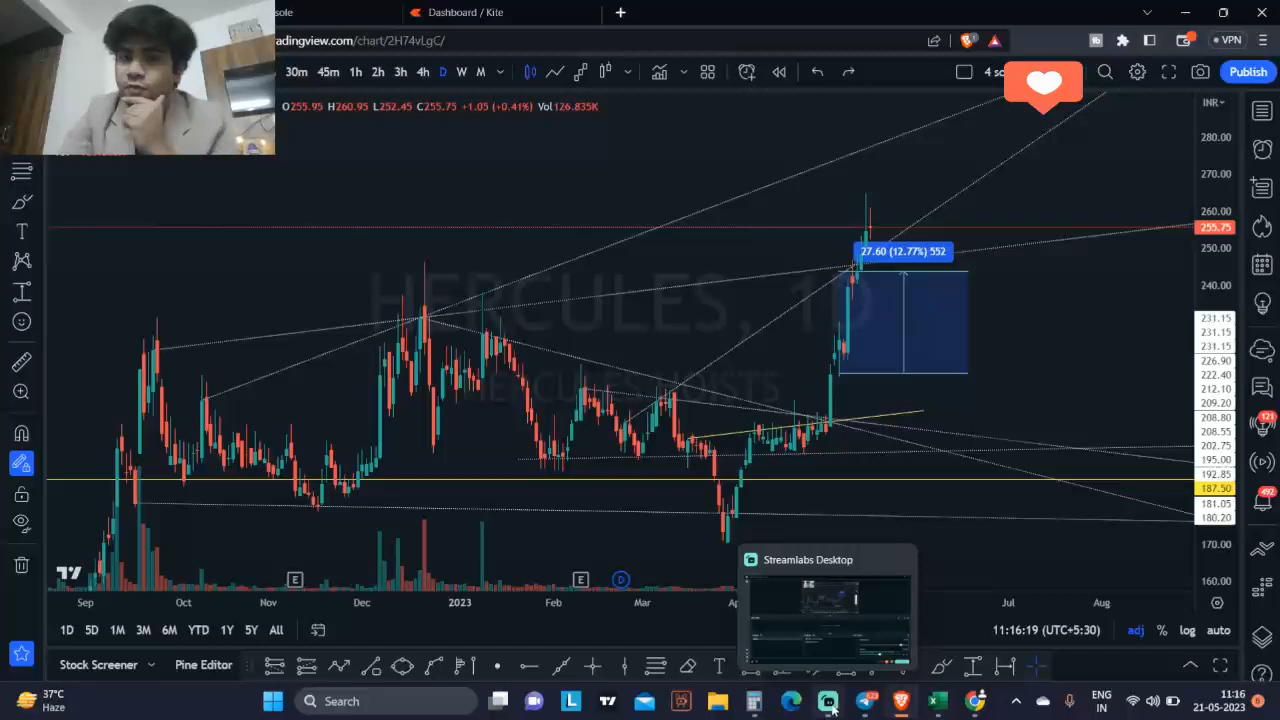 sole
Dashboard / Kite
adingview.com/chart/2H74vLgC/
VPN
30m 45m 1h 2h 3h 4h D W M
4 sc
Publish
O255.95 H260.95 L252.45 C255.75 +1.05 (+0.41%) Vol 126.835K
INR
280.00
270.00
260.00
255.75
250.00
240.00
27.60 (12.77%) 552
HERCULES, 1D
HOISTS
231.15
231.15
231.15
226.90
222.40
212.10
209.20
208.80
208.55
202.75
195.00
192.85
187.50
181.05
180.20
170.00
160.00
121
492
E
E
D
Sep Oct Nov Dec 2023 Feb Mar Jul Aug
Streamlabs Desktop
1D 5D 1M 3M 6M YTD 1Y 5Y All
11:16:19 (UTC+5:30)
adj % log auto
Stock Screener
Pine Editor
37°C
Haze
Search
ENG
IN
11:16
21-05-2023